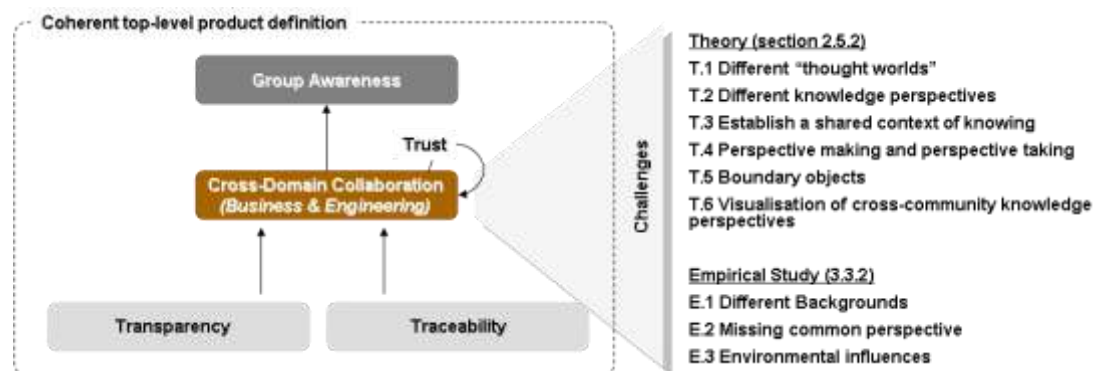 Coherent top-level product definition
Group Awareness
Trust
Cross-Domain Collaboration
(Business & Engineering)
Transparency
Traceability
Challenges
Theory (section 2.5.2)
T.1 Different “thought worlds”
T.2 Different knowledge perspectives
T.3 Establish a shared context of knowing
T.4 Perspective making and perspective taking
T.5 Boundary objects
T.6 Visualisation of cross-community knowledge
perspectives
Empirical Study (3.3.2)
E.1 Different Backgrounds
E.2 Missing common perspective
E.3 Environmental influences